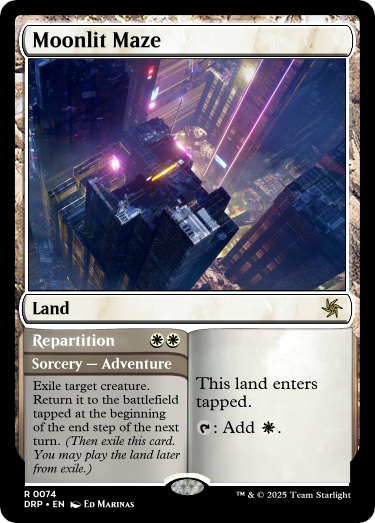 Moonlit Maze
Land
Repartition
Sorcery — Adventure
Exile target creature.
Return it to the battlefield
tapped at the beginning
of the end step of the next
turn. (Then exile this card.
You may play the land later
from exile.)
This land enters
tapped.
: Add .
R 0074
DRP • EN Ed Marinas
™ & © 2025 Team Starlight